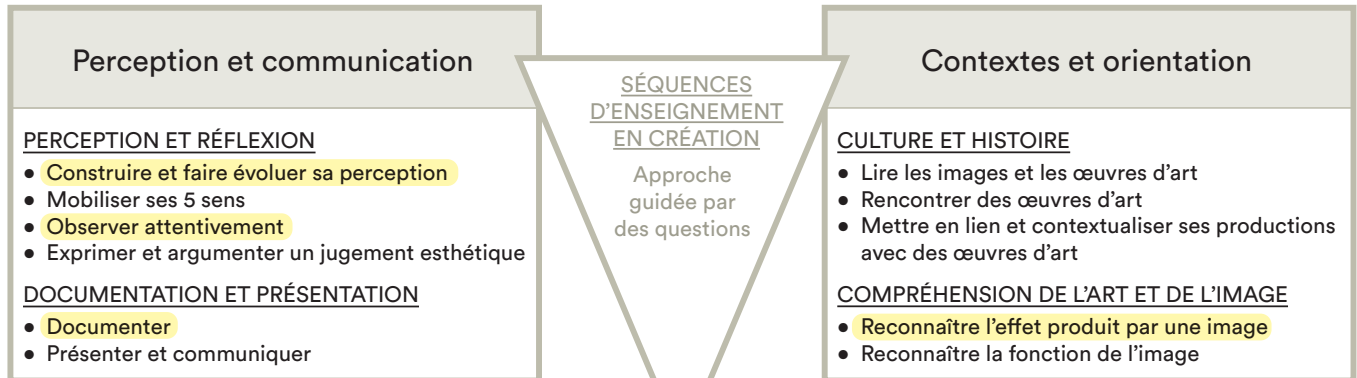 Perception et communication
PERCEPTION ET RÉFLEXION
• Construire et faire évoluer sa perception
• Mobiliser ses 5 sens
• Observer attentivement
• Exprimer et argumenter un jugement esthétique
DOCUMENTATION ET PRÉSENTATION
• Documenter
• Présenter et communiquer
SÉQUENCES
D’ENSEIGNEMENT
EN CRÉATION
Approche
guidée par
des questions
Contextes et orientation
CULTURE ET HISTOIRE
• Lire les images et les œuvres d’art
• Rencontrer des œuvres d’art
• Mettre en lien et contextualiser ses productions
avec des œuvres d’art
COMPRÉHENSION DE L’ART ET DE L’IMAGE
• Reconnaître l’effet produit par une image
• Reconnaître la fonction de l’image